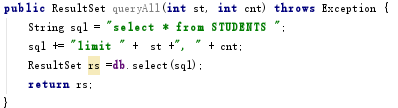 public ResultSet queryAll(int st, int cnt) throws Exception {
String sql = "select * from STUDENTS ";
sql += "limit " + st +", " + cnt;
ResultSet rs =db.select(sql);
return rs;
}